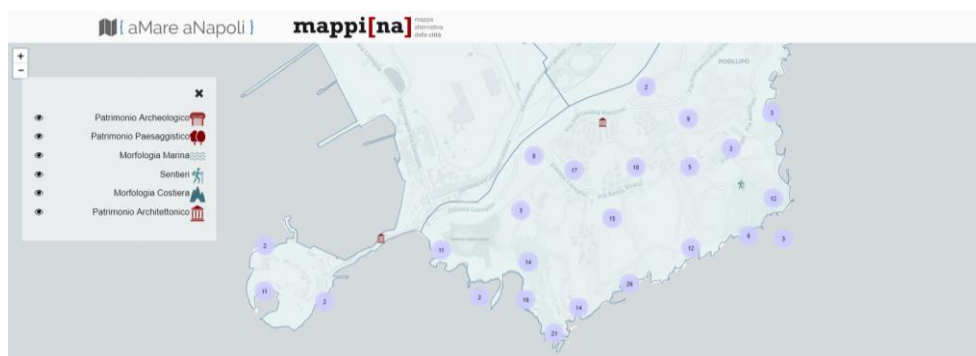 { aMare aNapoli }
mappi[na]
mappa
alternativa
della città
+
-
×
Patrimonio Archeologico
Patrimonio Paesaggistico
Morfologia Marina
Sentieri
Morfologia Costiera
Patrimonio Architettonico
POSILLIPO
2
9
3
2
8
17
18
5
12
3
15
6
3
2
11
14
12
11
2
2
16
14
28
21